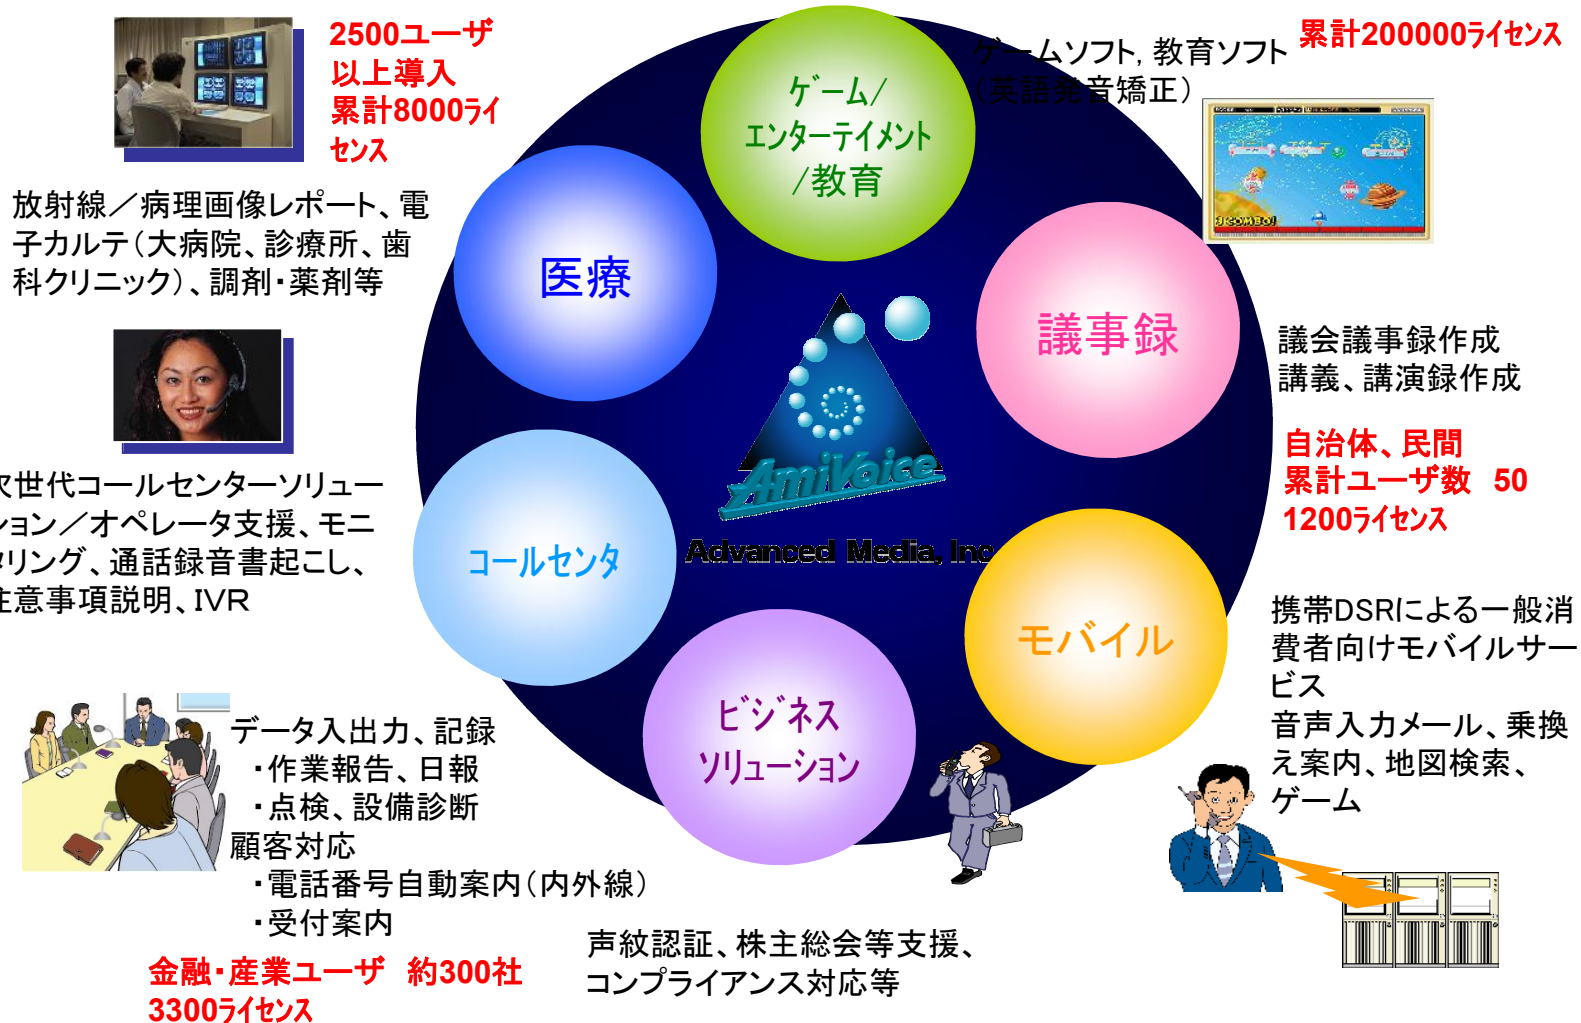 2500ユーザ
以上導入
累計8000ライ
センス
放射線／病理画像レポート、電
子カルテ（大病院、診療所、歯
科クリニック）、調剤・薬剤等
次世代コールセンターソリュー
ション／オペレータ支援、モニ
タリング、通話録音書起こし、
注意事項説明、IVR
データ入出力、記録
・作業報告、日報
・点検、設備診断
顧客対応
・電話番号自動案内（内外線）
・受付案内
金融・産業ユーザ　約300社
3300ライセンス
ゲーム/
エンターテイメント
/教育
医療
議事録
コールセンタ
モバイル
ビジネス
ソリューション
AmiVoice
Advanced Media, Inc
声紋認証、株主総会等支援、
コンプライアンス対応等
ゲームソフト, 教育ソフト
（英語発音矯正）
累計200000ライセンス
議会議事録作成
講義、講演録作成
自治体、民間
累計ユーザ数　50
1200ライセンス
携帯DSRによる一般消
費者向けモバイルサー
ビス
音声入力メール、乗換
え案内、地図検索、
ゲーム